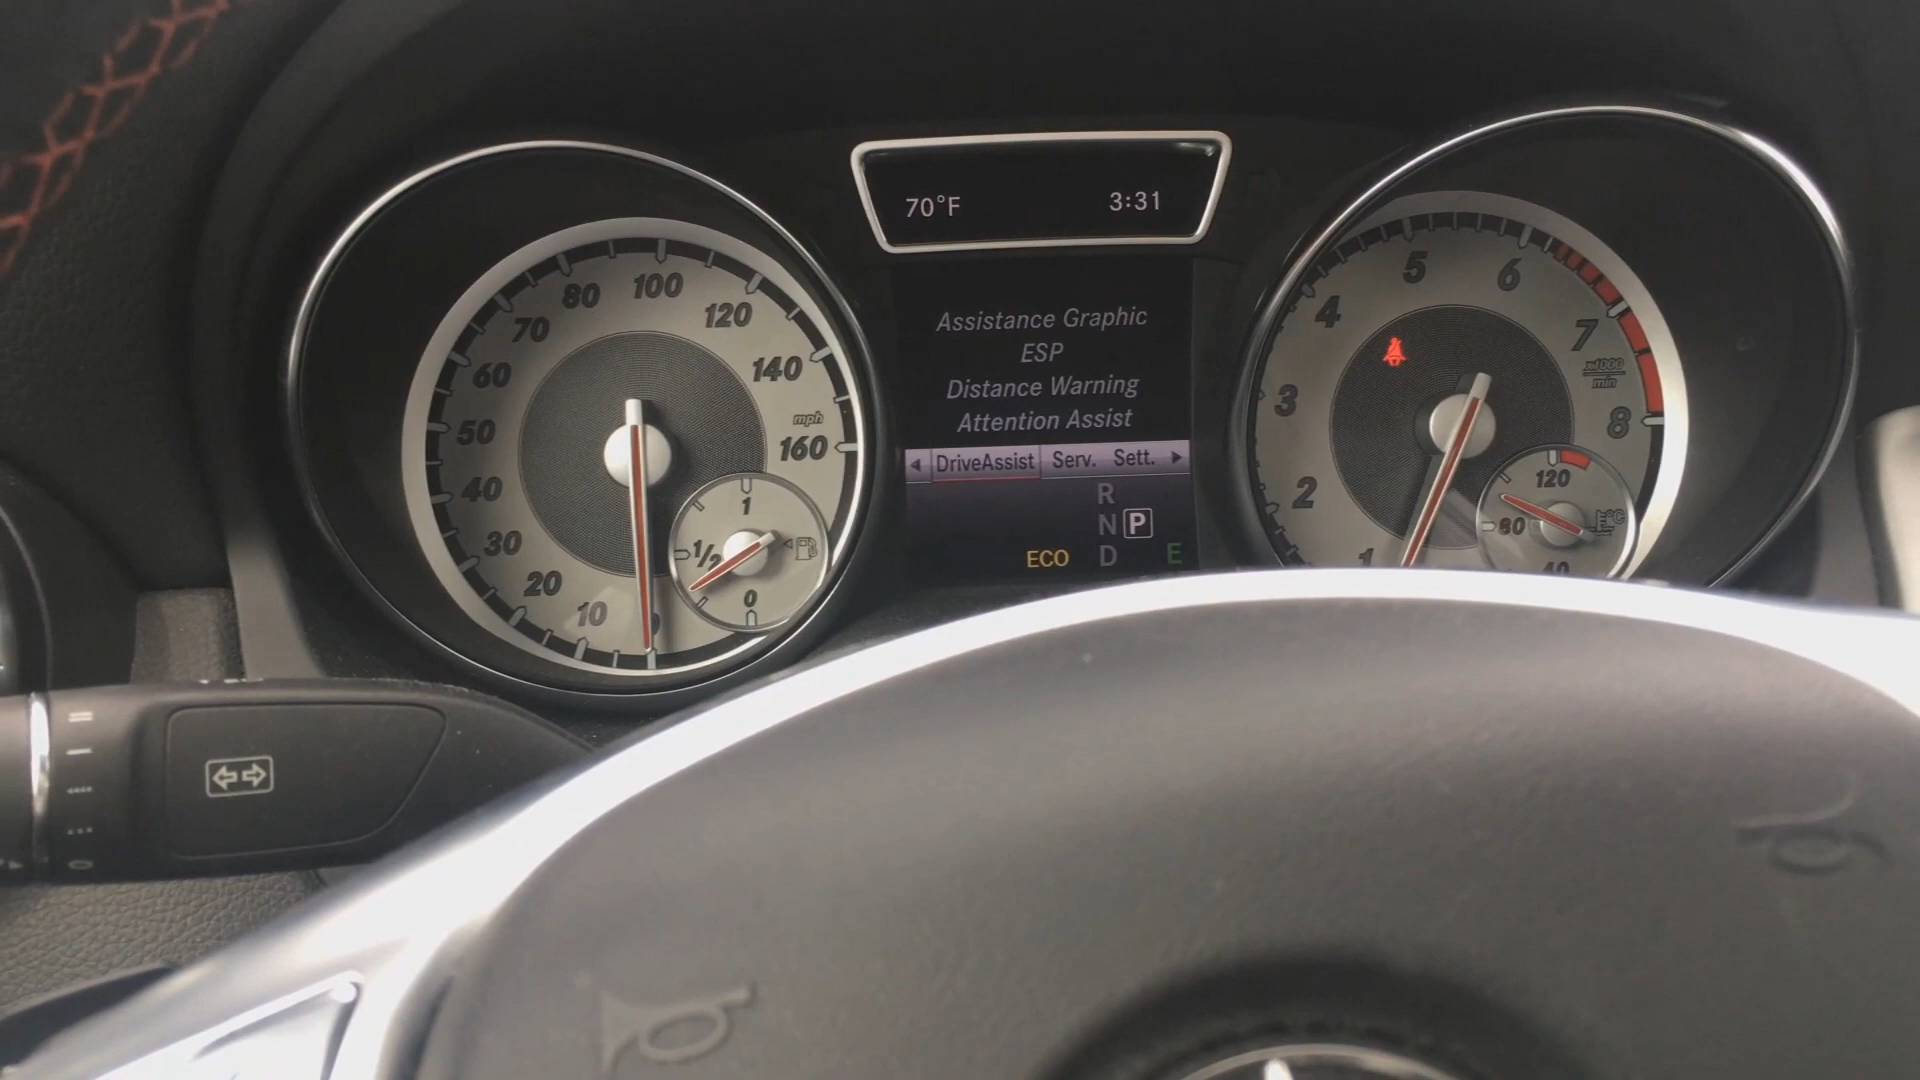 70°F 3:31
Assistance Graphic
ESP
Distance Warning
Attention Assist
DriveAssist Serv. Sett.
R
N P
ECO D E
0
10
20
30
40
50
60
70
80
100
120
140
160
mph
1
1/2
0
1
2
3
4
5
6
7
8
x1000
min
120
80
40
°C